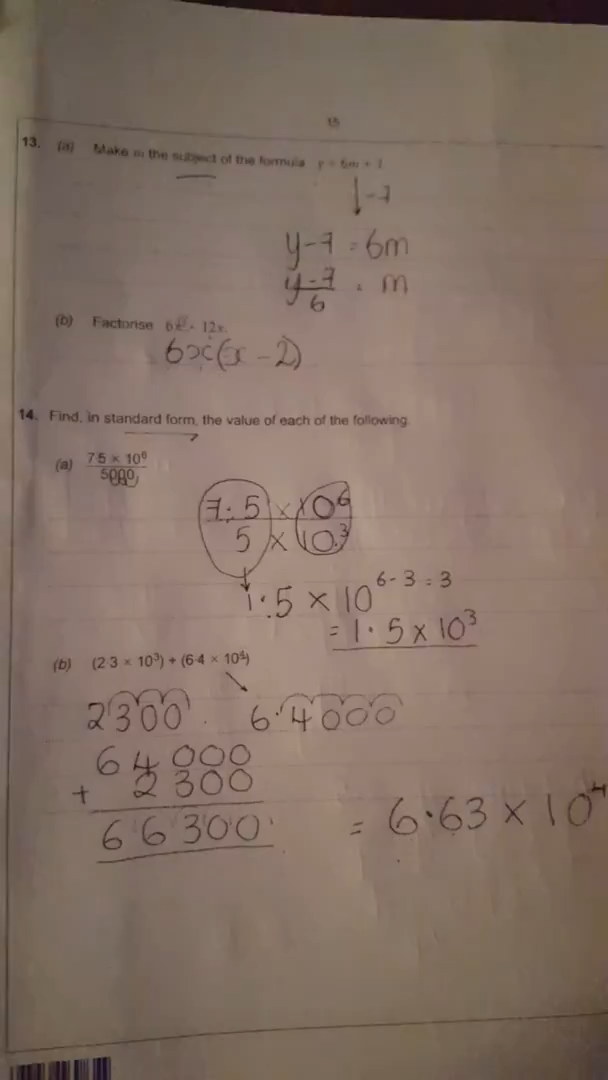 15
13. (a) Make m the subject of the formula y = 6m + 7
↓-7
y-7 = 6m
y-7/6 = m
(b) Factorise 6x² - 12x.
6x(x - 2)
14. Find, in standard form, the value of each of the following.
(a) 7·5 × 10⁶ / 5000
7.5 × 10⁶ / 5 × 10³
1·5 × 10⁶⁻³⁼³
= 1·5 × 10³
(b) (2·3 × 10³) + (6·4 × 10⁴)
2300. 6·4000
64000
+ 2300
66300 = 6·63 × 10⁴